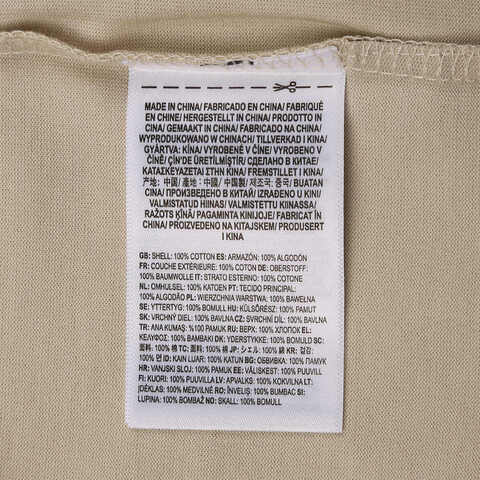 MADE IN CHINA/ FABRICADO EN CHINA/ FABRIQUÉ
EN CHINE/ HERGESTELLT IN CHINA/ PRODOTTO IN
CINA/ GEMAAKT IN CHINA/ FABRICADO NA CHINA/
WYPRODUKOWANO W CHINACH/ TILLVERKAD I KINA/
GYÁRTVA: KÍNA/ VYROBENÉ V ČÍNE/ VYROBENO V
ČÍNĚ/ ÇİN'DE ÜRETİLMİŞTİR/ СДЕЛАНО В КИТАЕ/
ΚΑΤΑΣΚΕΥΑΖΕΤΑΙ ΣΤΗΝ ΚΙΝΑ/ FREMSTILLET I KINA/
產地: 中國/ 产地: 中国/ 中国製/ 제조국: 중국/ BUATAN
CINA/ ПРОИЗВЕДЕНО В КИТАЙ/ IZRAĐENO U KINI/
VALMISTATUD HIINAS/ VALMISTETTU KIINASSA/
RAŽOTS ĶĪNĀ/ PAGAMINTA KINIJOJE/ FABRICAT ÎN
CHINA/ PROIZVEDENO NA KITAJSKEM/ PRODUSERT
I KINA
GB: SHELL: 100% COTTON ES: ARMAZÓN: 100% ALGODÓN
FR: COUCHE EXTÉRIEURE: 100% COTON DE: OBERSTOFF:
100% BAUMWOLLE IT: STRATO ESTERNO: 100% COTONE
NL: OMHULSEL: 100% KATOEN PT: TECIDO PRINCIPAL:
100% ALGODÃO PL: WIERZCHNIA WARSTWA: 100% BAWEŁNA
SE: YTTERTYG: 100% BOMULL HU: KÜLSŐRÉSZ: 100% PAMUT
SK: VRCHNÝ DIEL: 100% BAVLNA CZ: SVRCHNÍ DÍL: 100% BAVLNA
TR: ANA KUMAŞ: %100 PAMUK RU: ВЕРХ: 100% ХЛОПОК EL:
ΚΕΛΥΦΟΣ: 100% ΒΑΜΒΑΚΙ DK: YDERSTYKKE: 100% BOMULD SC:
面料: 100% 棉 TC: 面料: 100% 棉 JP: シェル: 100% 綿 KR: 겉감:
100% 면 ID: KAIN LUAR: 100% KATUN BG: ОБВИВКА: 100% ПАМУК
HR: VANJSKI SLOJ: 100% PAMUK EE: VÄLISKEST: 100% PUUVILL
FI: KUORI: 100% PUUVILLA LV: APVALKS: 100% KOKVILNA LT:
ĮDĖKLAS: 100% MEDVILNĖ RO: ÎNVELIȘ: 100% BUMBAC SI:
LUPINA: 100% BOMBAŽ NO: SKALL: 100% BOMULL